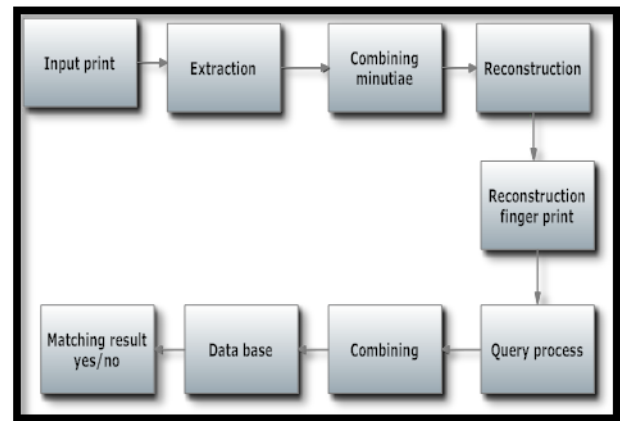 Input print
Extraction
Combining
minutiae
Reconstruction
Reconstruction
finger print
Query process
Combining
Data base
Matching result
yes/no